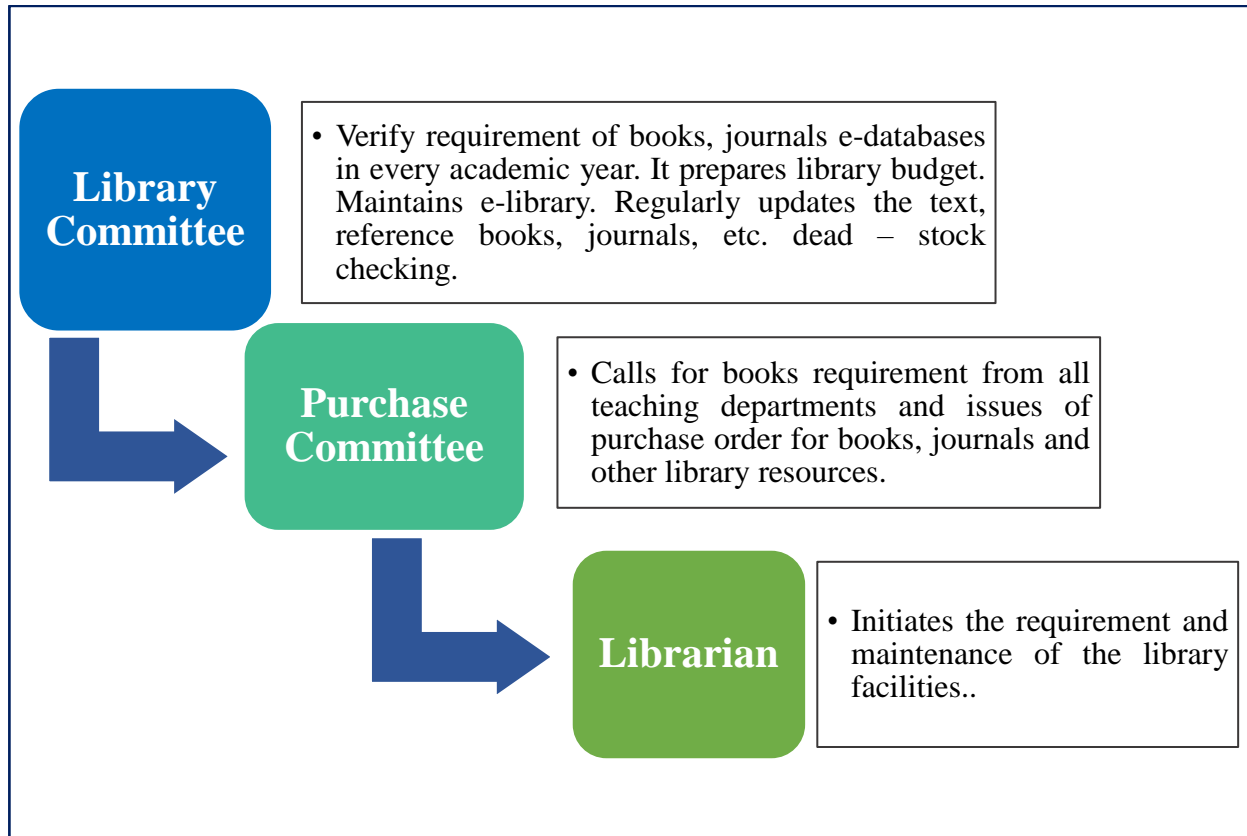 Library
Committee
• Verify requirement of books, journals e-databases
in every academic year. It prepares library budget.
Maintains e-library. Regularly updates the text,
reference books, journals, etc. dead – stock
checking.
Purchase
Committee
• Calls for books requirement from all
teaching departments and issues of
purchase order for books, journals and
other library resources.
Librarian
• Initiates the requirement and
maintenance of the library
facilities..